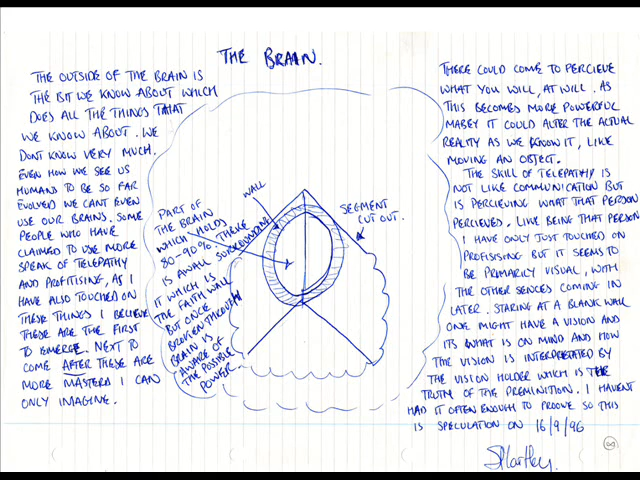 THE BRAIN.
THE OUTSIDE OF THE BRAIN IS
THE BIT WE KNOW ABOUT WHICH
DOES ALL THE THINGS THAT
WE KNOW ABOUT. WE
DONT KNOW VERY MUCH.
EVEN HOW WE SEE US
HUMANS TO BE SO FAR
EVOLVED WE CANT EVEN
USE OUR BRAINS. SOME
PEOPLE WHO HAVE
CLAIMED TO USE MORE
SPEAK OF TELEPATHY
AND PROFITISING, AS I
HAVE ALSO TOUCHED ON
THESE THINGS I BELIEVE
THESE ARE THE FIRST
TO EMERGE. NEXT TO
COME AFTER THESE ARE
MORE MASTERS I CAN
ONLY IMAGINE.
PART OF
THE BRAIN
WHICH HOLDS
80-90% THERE
IS A WALL SURROUNDING
IT WHICH IS
THE FAITH WALL
BUT ONCE
BROKEN THROUGH
BRAIN IS
AWARE OF
THE POSSIBLE
POWER.
WALL
SEGMENT
CUT OUT.
THERE COULD COME TO PERCIEVE
WHAT YOU WILL, AT WILL. AS
THIS BECOMES MORE POWERFUL
MABEY IT COULD ALTER THE ACTUAL
REALITY AS WE KNOW IT, LIKE
MOVING AN OBJECT.
THE SKILL OF TELEPATHY IS
NOT LIKE COMMUNICATION BUT
IS PERCIEVING WHAT THAT PERSON
PERCIEVES. LIKE BEING THAT PERSON
I HAVE ONLY JUST TOUCHED ON
PROFISISING BUT IT SEEMS TO
BE PRIMARILY VISUAL, WITH
THE OTHER SENCES COMING IN
LATER. STARING AT A BLANK WALL
ONE MIGHT HAVE A VISION AND
ITS WHAT IS ON MIND AND HOW
THE VISION IS INTERPRETATED BY
THE VISION HOLDER WHICH IS THE
TRUTH OF THE PREMINITION. I HAVENT
HAD IT OFTEN ENOUGH TO PROOVE SO THIS
IS SPECULATION ON 16/9/96
SHartley.